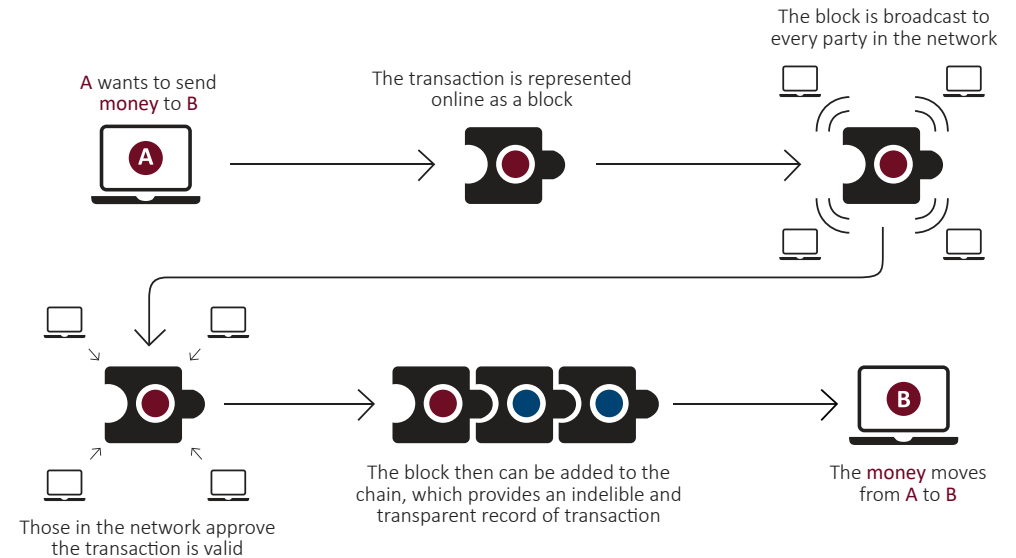 A wants to send
money to B
A
The transaction is represented
online as a block
The block is broadcast to
every party in the network
Those in the network approve
the transaction is valid
The block then can be added to the
chain, which provides an indelible and
transparent record of transaction
B
The money moves
from A to B